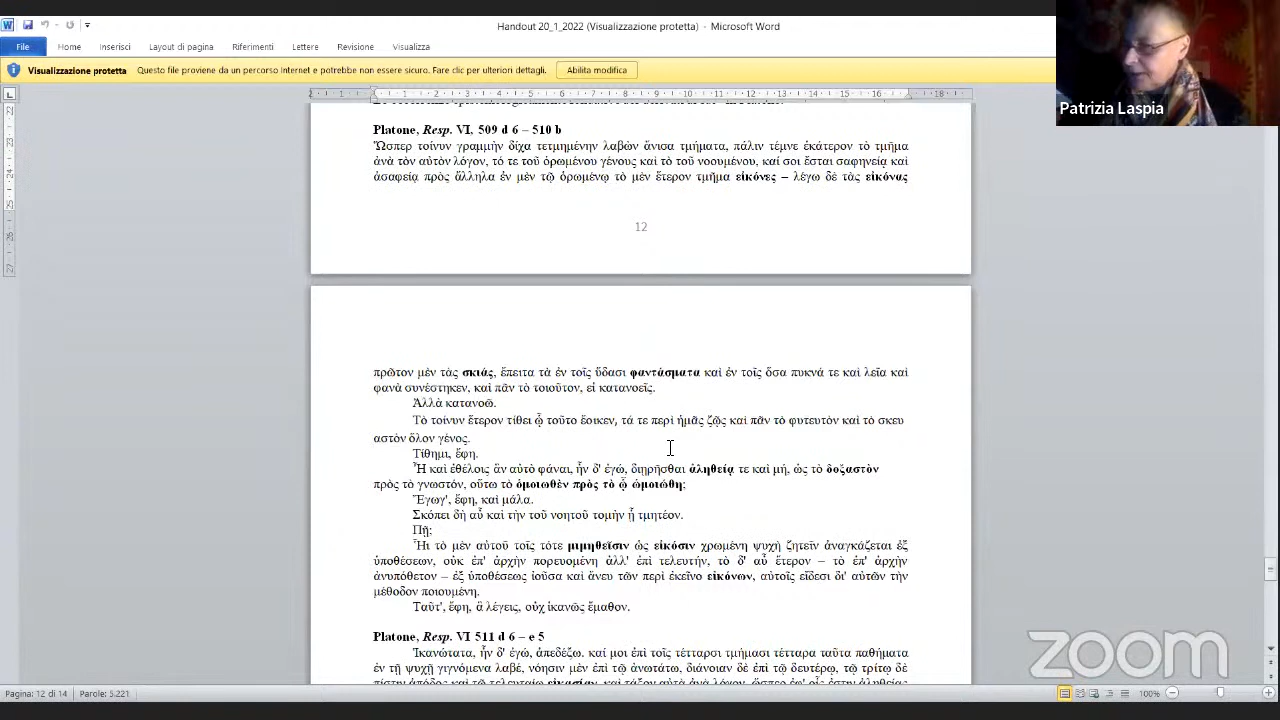 Handout 20_1_2022 (Visualizzazione protetta) - Microsoft Word
File Home Inserisci Layout di pagina Riferimenti Lettere Revisione Visualizza
Visualizzazione protetta Questo file proviene da un percorso Internet e potrebbe non essere sicuro. Fare clic per ulteriori dettagli. Abilita modifica
Patrizia Laspia
Platone, Resp. VI, 509 d 6 – 510 b
Ὥσπερ τοίνυν γραμμὴν δίχα τετμημένην λαβὼν ἄνισα τμήματα, πάλιν τέμνε ἑκάτερον τὸ τμῆμα
ἀνὰ τὸν αὐτὸν λόγον, τό τε τοῦ ὁρωμένου γένους καὶ τὸ τοῦ νοουμένου, καί σοι ἔσται σαφηνείᾳ καὶ
ἀσαφείᾳ πρὸς ἄλληλα ἐν μὲν τῷ ὁρωμένῳ τὸ μὲν ἕτερον τμῆμα εἰκόνες – λέγω δὲ τὰς εἰκόνας
12
πρῶτον μὲν τὰς σκιάς, ἔπειτα τὰ ἐν τοῖς ὕδασι φαντάσματα καὶ ἐν τοῖς ὅσα πυκνά τε καὶ λεῖα καὶ
φανὰ συνέστηκεν, καὶ πᾶν τὸ τοιοῦτον, εἰ κατανοεῖς.
Ἀλλὰ κατανοῶ.
Τὸ τοίνυν ἕτερον τίθει ᾧ τοῦτο ἔοικεν, τά τε περὶ ἡμᾶς ζῷς καὶ πᾶν τὸ φυτευτὸν καὶ τὸ σκευ
αστὸν ὅλον γένος.
Τίθημι, ἔφη.
Ἦ καὶ ἐθέλοις ἂν αὐτὸ φάναι, ἦν δ' ἐγώ, διῃρῆσθαι ἀληθείᾳ τε καὶ μή, ὡς τὸ δοξαστὸν
πρὸς τὸ γνωστόν, οὕτω τὸ ὁμοιωθὲν πρὸς τὸ ᾧ ὡμοιώθη;
Ἔγωγ', ἔφη, καὶ μάλα.
Σκόπει δὴ αὖ καὶ τὴν τοῦ νοητοῦ τομὴν ᾗ τμητέον.
Πῇ;
Ἧι τὸ μὲν αὐτοῦ τοῖς τότε μιμηθεῖσιν ὡς εἰκόσιν χρωμένη ψυχὴ ζητεῖν ἀναγκάζεται ἐξ
ὑποθέσεων, οὐκ ἐπ' ἀρχὴν πορευομένη ἀλλ' ἐπὶ τελευτήν, τὸ δ' αὖ ἕτερον – τὸ ἐπ' ἀρχὴν
ἀνυπόθετον – ἐξ ὑποθέσεως ἰοῦσα καὶ ἄνευ τῶν περὶ ἐκεῖνο εἰκόνων, αὐτοῖς εἴδεσι δι' αὐτῶν τὴν
μέθοδον ποιουμένη.
Ταῦτ', ἔφη, ἃ λέγεις, οὐχ ἱκανῶς ἔμαθον.
Platone, Resp. VI 511 d 6 – e 5
Ἱκανώτατα, ἦν δ' ἐγώ, ἀπεδέξω. καί μοι ἐπὶ τοῖς τέτταρσι τμήμασι τέτταρα ταῦτα παθήματα
ἐν τῇ ψυχῇ γιγνόμενα λαβέ, νόησιν μὲν ἐπὶ τῷ ἀνωτάτω, διάνοιαν δὲ ἐπὶ τῷ δευτέρῳ, τῷ τρίτῳ δὲ
zoom
Pagina: 12 di 14 Parole: 5.221 100%